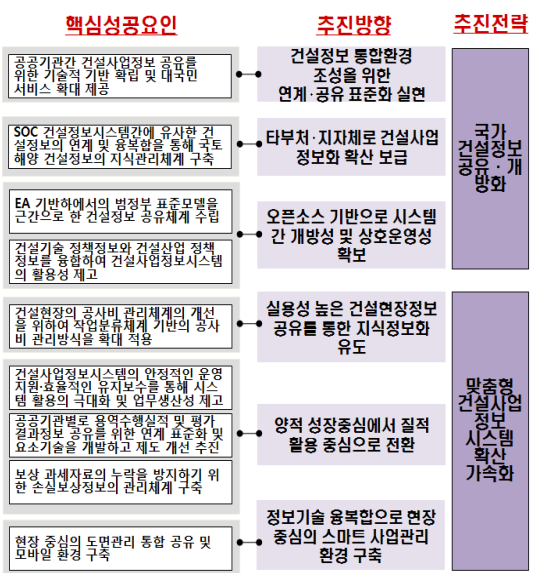 핵심성공요인
추진방향
추진전략
공공기관간 건설사업정보 공유를
위한 기술적 기반 확립 및 대국민
서비스 확대 제공
건설정보 통합환경
조성을 위한
연계·공유 표준화 실현
SOC 건설정보시스템간에 유사한 건
설정보의 연계 및 융복합을 통해 국토
해양 건설정보의 지식관리체계 구축
타부처·지자체로 건설사업
정보화 확산 보급
EA 기반하에서의 범정부 표준모델을
근간으로 한 건설정보 공유체계 수립
건설기술 정책정보와 건설산업 정책
정보를 융합하여 건설사업정보시스템
의 활용성 제고
오픈소스 기반으로 시스템
간 개방성 및 상호운영성
확보
국가
건설정보
공유·개
방화
건설현장의 공사비 관리체계의 개선
을 위하여 작업분류체계 기반의 공사
비 관리방식을 확대 적용
실용성 높은 건설현장정보
공유를 통한 지식정보화
유도
건설사업정보시스템의 안정적인 운영
지원·효율적인 유지보수를 통해 시스
템 활용의 극대화 및 업무생산성 제고
공공기관별로 용역수행실적 및 평가
결과정보 공유를 위한 연계 표준화 및
요소기술을 개발하고 제도 개선 추진
보상 과세자료의 누락을 방지하기 위
한 손실보상정보의 관리체계 구축
양적 성장중심에서 질적
활용 중심으로 전환
현장 중심의 도면관리 통합 공유 및
모바일 환경 구축
정보기술 융복합으로 현장
중심의 스마트 사업관리
환경 구축
맞춤형
건설사업
정보
시스템
확산
가속화